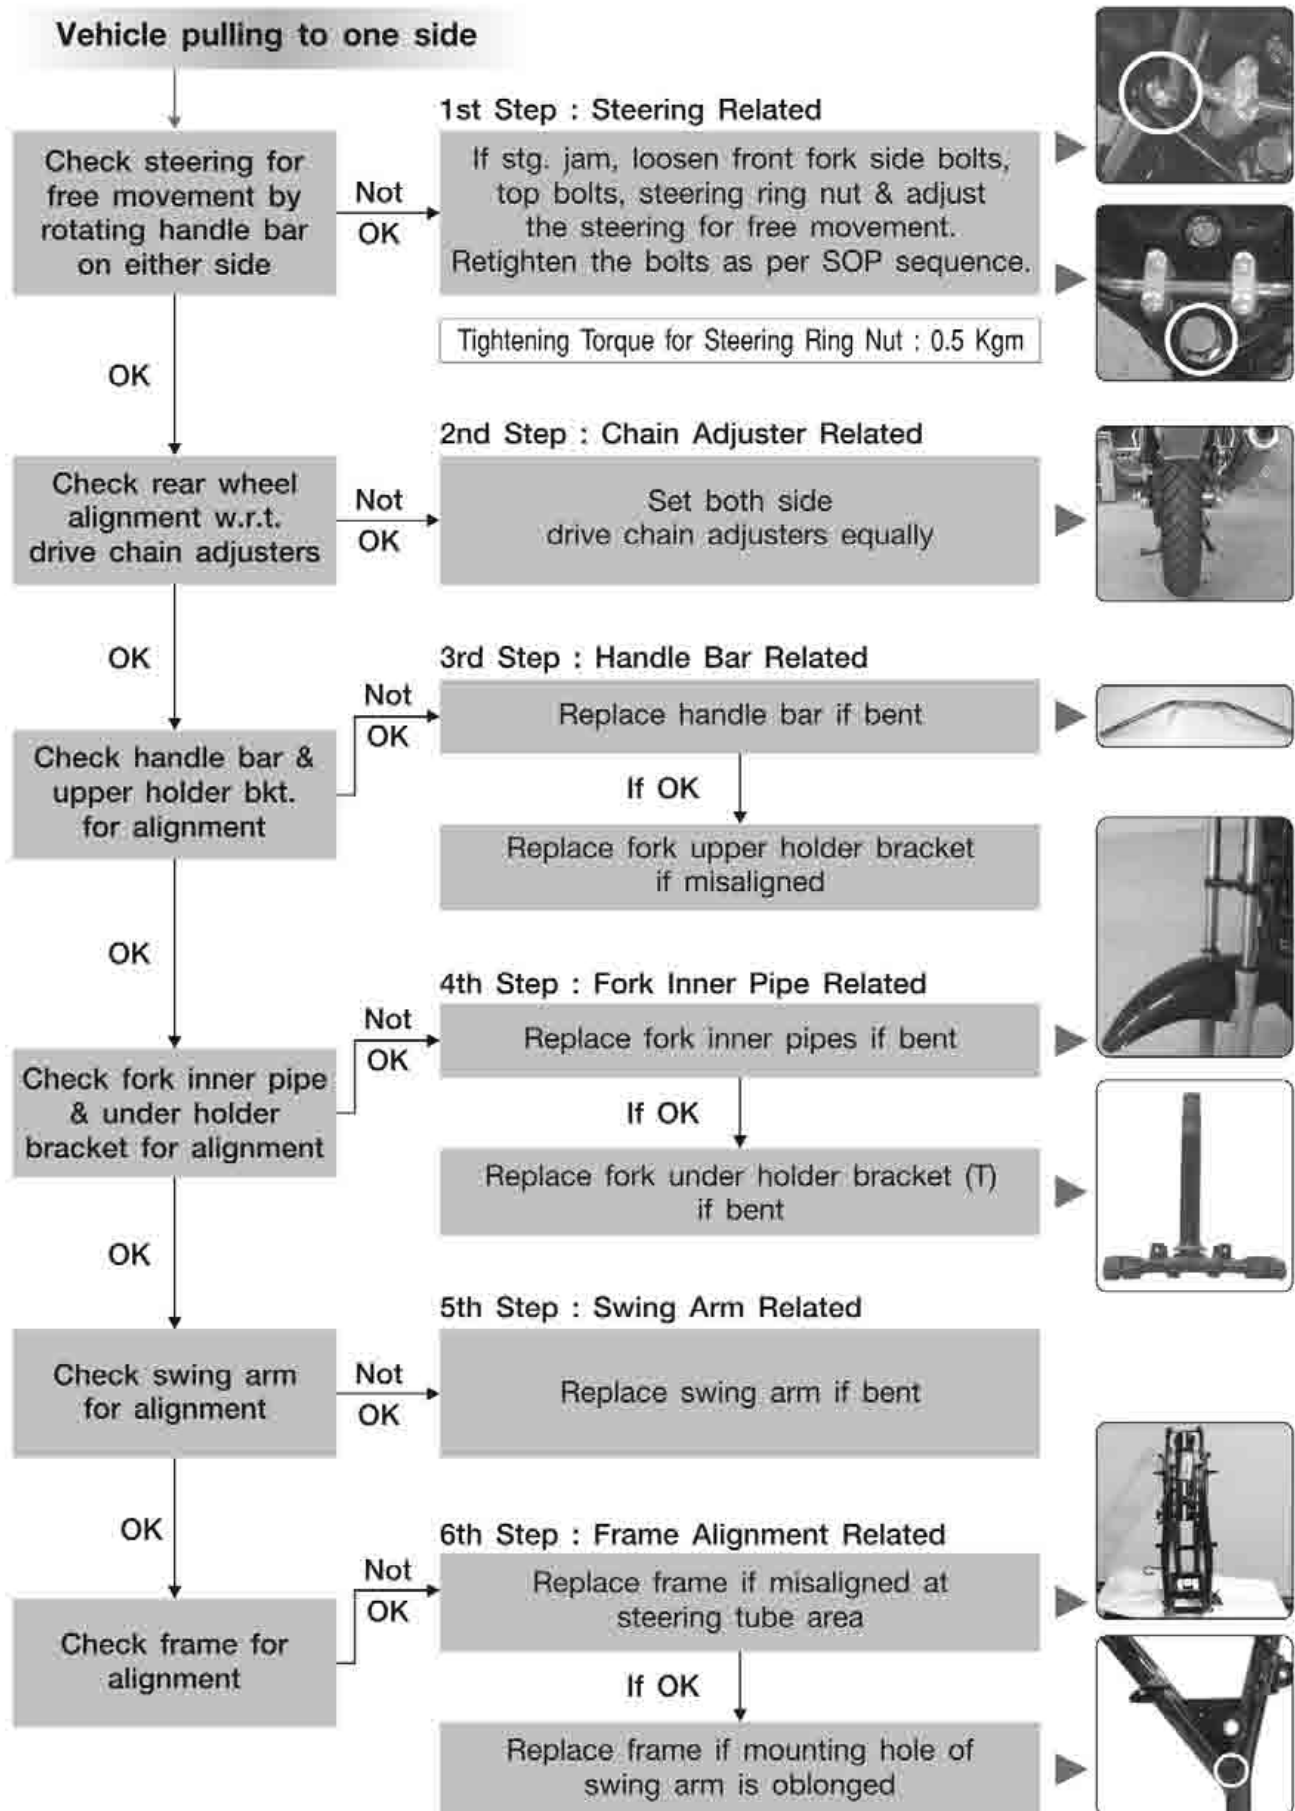 Vehicle pulling to one side
1st Step : Steering Related
Check steering for
free movement by
rotating handle bar
on either side
Not
OK
If stg. jam, loosen front fork side bolts,
top bolts, steering ring nut & adjust
the steering for free movement.
Retighten the bolts as per SOP sequence.
Tightening Torque for Steering Ring Nut : 0.5 Kgm
OK
2nd Step : Chain Adjuster Related
Check rear wheel
alignment w.r.t.
drive chain adjusters
Not
OK
Set both side
drive chain adjusters equally
OK
3rd Step : Handle Bar Related
Check handle bar &
upper holder bkt.
for alignment
Not
OK
Replace handle bar if bent
If OK
Replace fork upper holder bracket
if misaligned
OK
4th Step : Fork Inner Pipe Related
Check fork inner pipe
& under holder
bracket for alignment
Not
OK
Replace fork inner pipes if bent
If OK
Replace fork under holder bracket (T)
if bent
OK
5th Step : Swing Arm Related
Check swing arm
for alignment
Not
OK
Replace swing arm if bent
OK
6th Step : Frame Alignment Related
Check frame for
alignment
Not
OK
Replace frame if misaligned at
steering tube area
If OK
Replace frame if mounting hole of
swing arm is oblonged